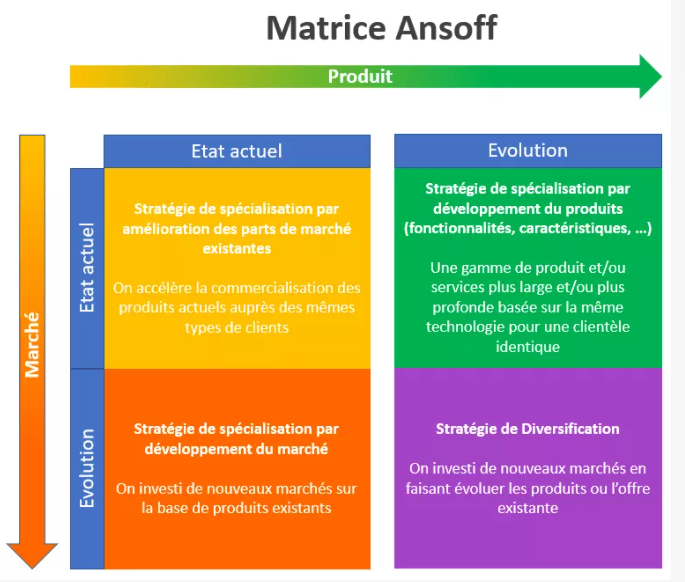 Matrice Ansoff
Produit
Marché
Etat actuel
Evolution
Etat actuel
Stratégie de spécialisation par
amélioration des parts de marché
existantes
On accélère la commercialisation des
produits actuels auprès des mêmes
types de clients
Stratégie de spécialisation par
développement du produits
(fonctionnalités, caractéristiques, ...)
Une gamme de produit et/ou
services plus large et/ou plus
profonde basée sur la même
technologie pour une clientèle
identique
Evolution
Stratégie de spécialisation par
développement du marché
On investi de nouveaux marchés sur
la base de produits existants
Stratégie de Diversification
On investi de nouveaux marchés en
faisant évoluer les produits ou l'offre
existante